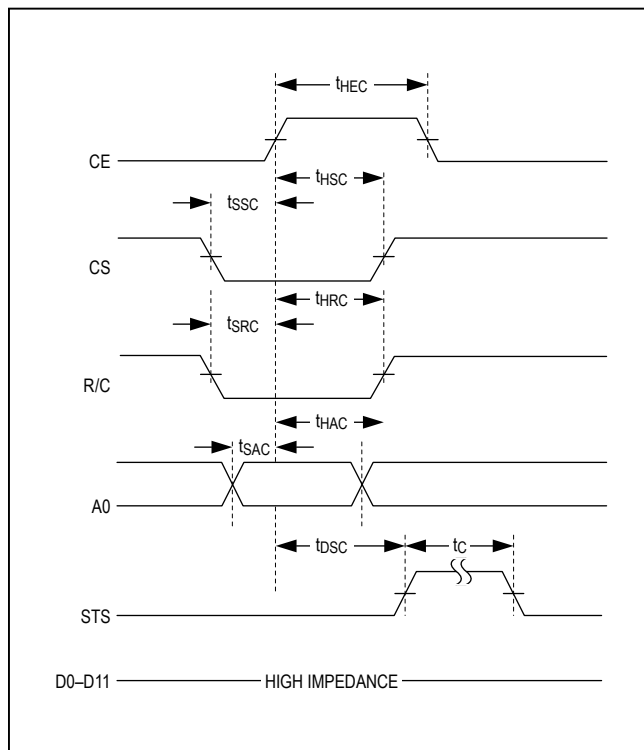 tHEC
CE
tHSC
tSSC
CS
tHRC
tSRC
R/C
tHAC
tSAC
A0
tDSC
tC
STS
D0–D11
HIGH IMPEDANCE